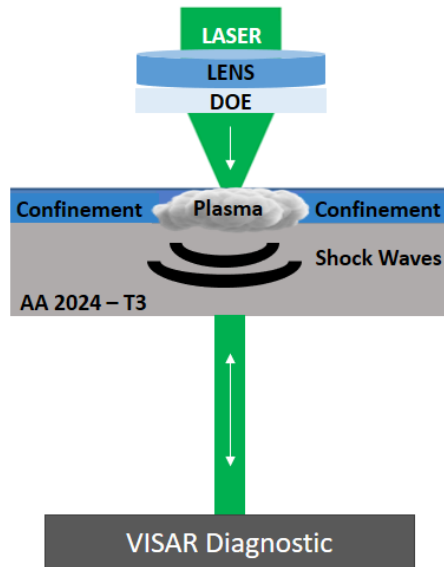 LASER
LENS
DOE
Confinement Plasma Confinement
Shock Waves
AA 2024 – T3
VISAR Diagnostic